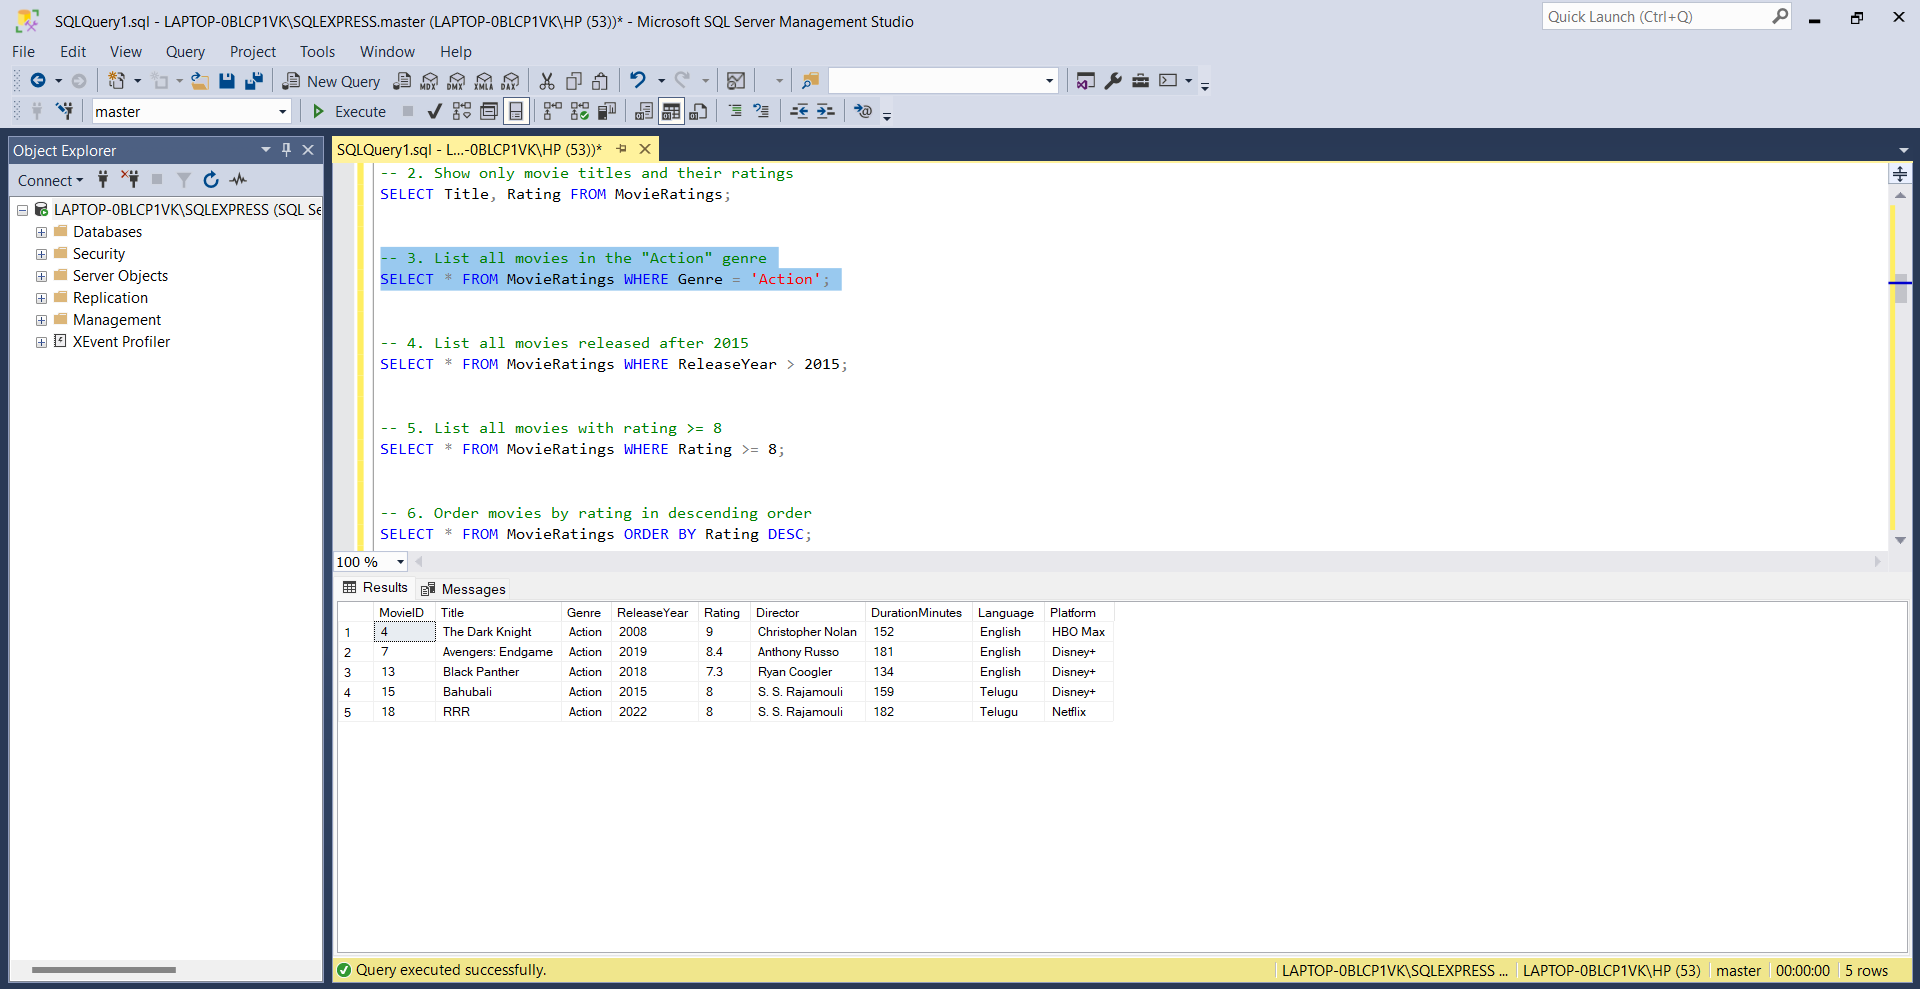 SQLQuery1.sql - LAPTOP-0BLCP1VK\SQLEXPRESS.master (LAPTOP-0BLCP1VK\HP (53))* - Microsoft SQL Server Management Studio
Quick Launch (Ctrl+Q)
File Edit View Query Project Tools Window Help
New Query MDX DMX XMLA DAX
master Execute
Object Explorer
SQLQuery1.sql - L...-0BLCP1VK\HP (53))*
Connect
LAPTOP-0BLCP1VK\SQLEXPRESS (SQL Se
Databases
Security
Server Objects
Replication
Management
XEvent Profiler
-- 2. Show only movie titles and their ratings
SELECT Title, Rating FROM MovieRatings;
-- 3. List all movies in the "Action" genre
SELECT * FROM MovieRatings WHERE Genre = 'Action';
-- 4. List all movies released after 2015
SELECT * FROM MovieRatings WHERE ReleaseYear > 2015;
-- 5. List all movies with rating >= 8
SELECT * FROM MovieRatings WHERE Rating >= 8;
-- 6. Order movies by rating in descending order
SELECT * FROM MovieRatings ORDER BY Rating DESC;
100 %
Results Messages
MovieID Title Genre ReleaseYear Rating Director DurationMinutes Language Platform
1 4 The Dark Knight Action 2008 9 Christopher Nolan 152 English HBO Max
2 7 Avengers: Endgame Action 2019 8.4 Anthony Russo 181 English Disney+
3 13 Black Panther Action 2018 7.3 Ryan Coogler 134 English Disney+
4 15 Bahubali Action 2015 8 S. S. Rajamouli 159 Telugu Disney+
5 18 RRR Action 2022 8 S. S. Rajamouli 182 Telugu Netflix
Query executed successfully.
LAPTOP-0BLCP1VK\SQLEXPRESS ... LAPTOP-0BLCP1VK\HP (53) master 00:00:00 5 rows